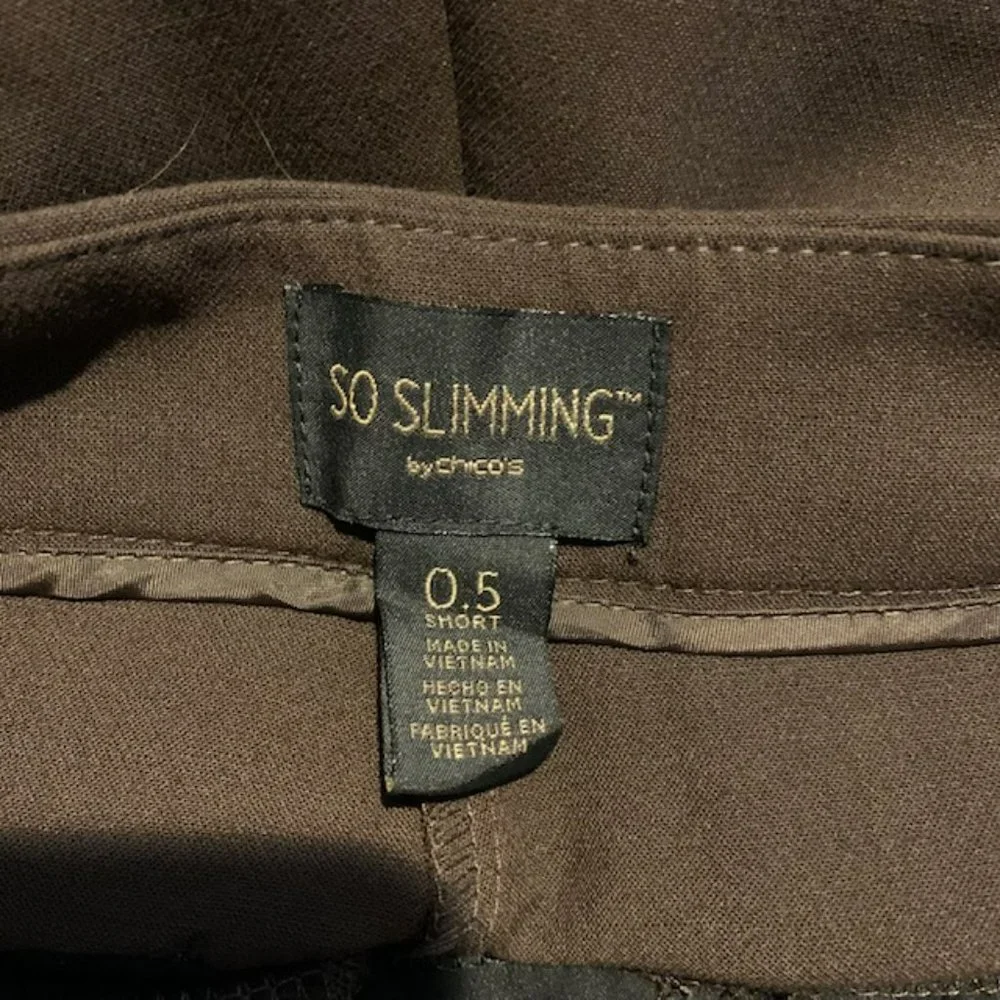 SO SLIMMING™
by chico's
0.5
SHORT
MADE IN
VIETNAM
HECHO EN
VIETNAM
FABRIQUÉ EN
VIETNAM